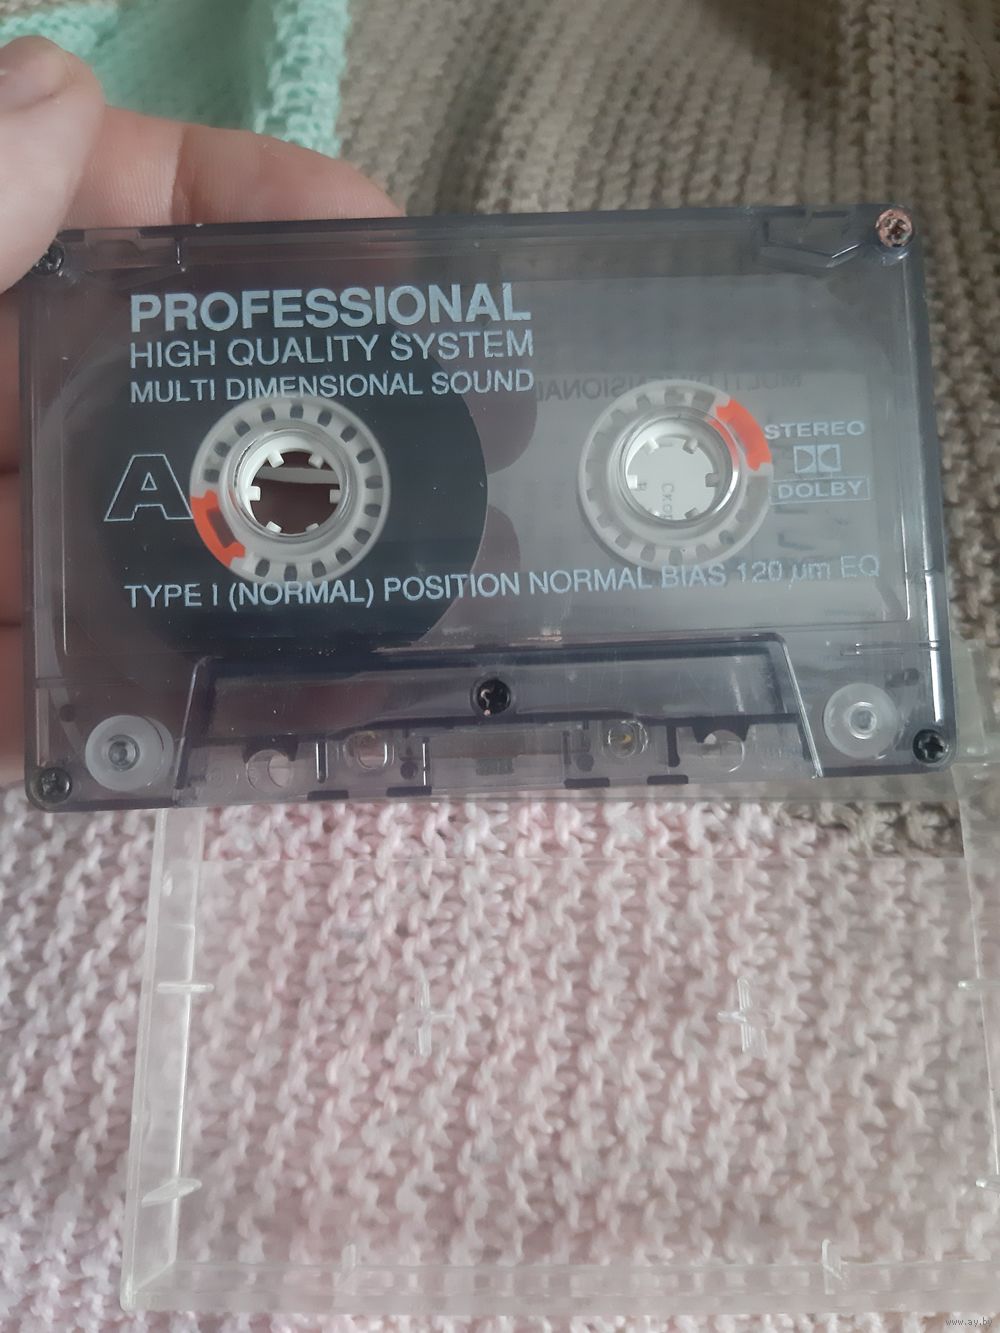 PROFESSIONAL
HIGH QUALITY SYSTEM
MULTI DIMENSIONAL SOUND
STEREO
DOLBY
A
TYPE I (NORMAL) POSITION NORMAL BIAS 120 µm EQ
www.ay.by